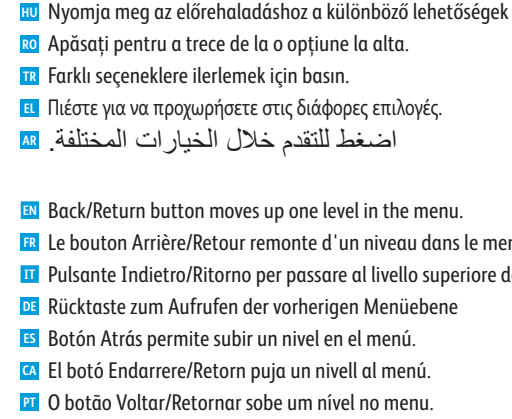 HU Nyomja meg az előrehaladáshoz a különböző lehetőségek
RO Apăsați pentru a trece de la o opțiune la alta.
TR Farklı seçeneklere ilerlemek için basın.
EL Πιέστε για να προχωρήσετε στις διάφορες επιλογές.
AR اضغط للتقدم خلال الخيارات المختلفة.
EN Back/Return button moves up one level in the menu.
FR Le bouton Arrière/Retour remonte d'un niveau dans le
IT Pulsante Indietro/Ritorno per passare al livello superiore
DE Rücktaste zum Aufrufen der vorherigen Menüebene
ES Botón Atrás permite subir un nivel en el menú.
CA El botó Endarrere/Retorn puja un nivell al menú.
PT O botão Voltar/Retornar sobe um nível no menu.